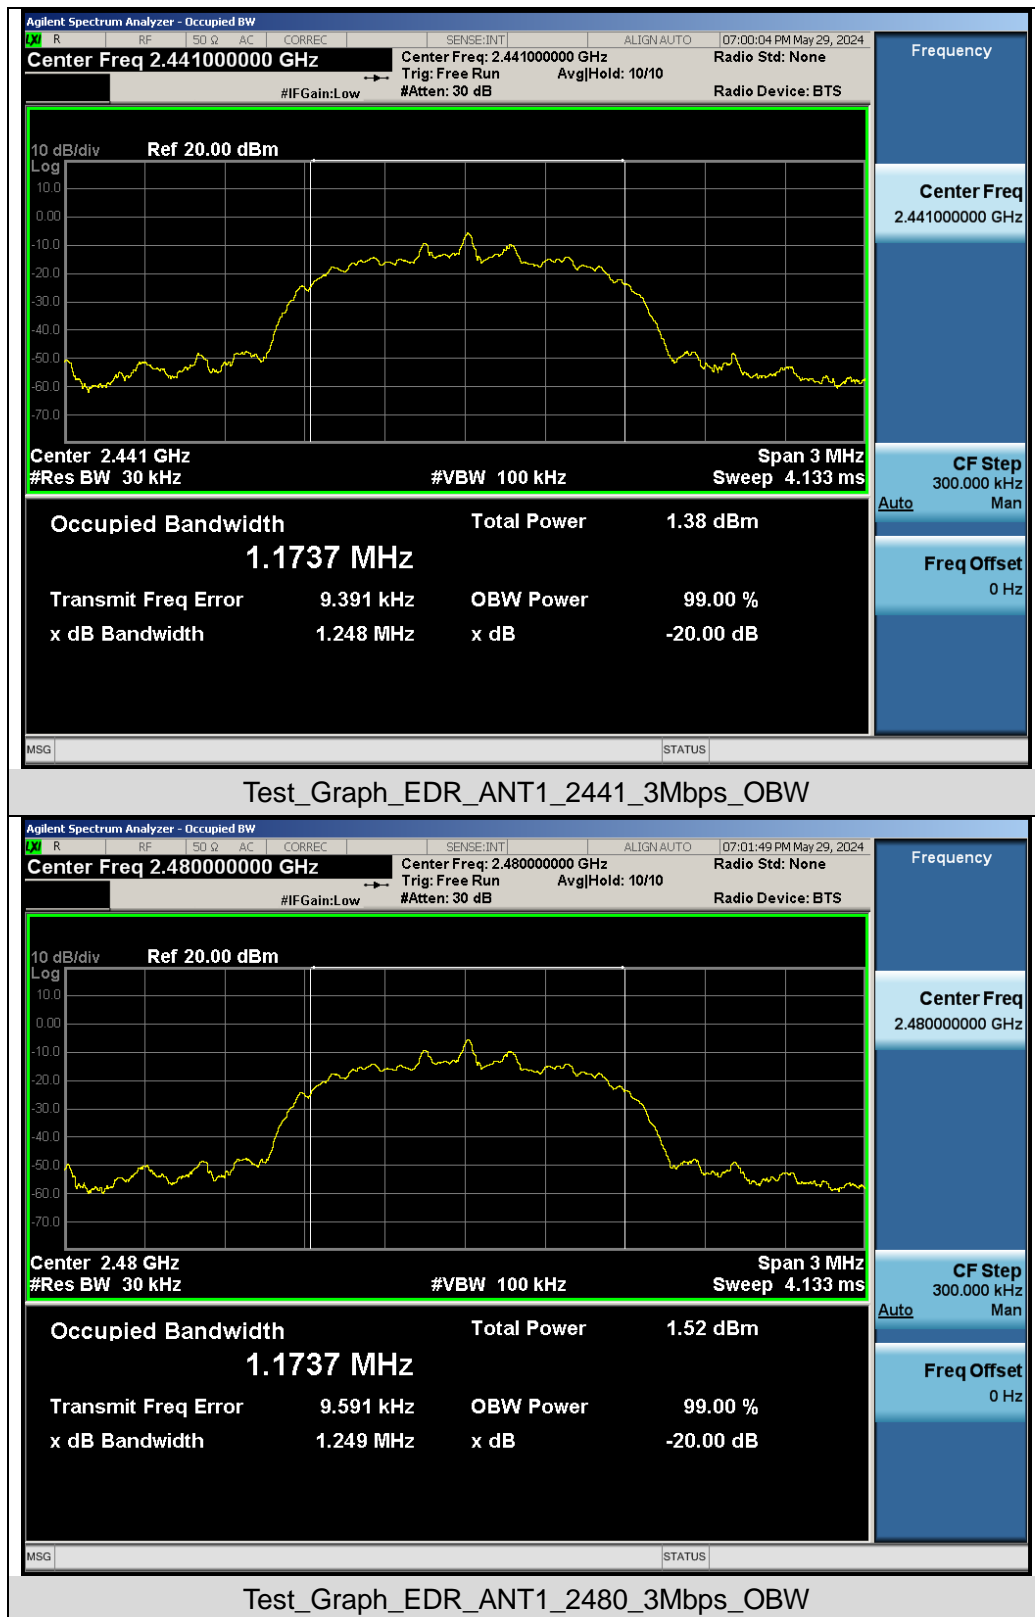 Agilent Spectrum Analyzer - Occupied BW
LXI R RF 50 Ω AC CORREC SENSE:INT ALIGN AUTO 07:00:04 PM May 29, 2024
Center Freq 2.441000000 GHz
Center Freq: 2.441000000 GHz Radio Std: None
Trig: Free Run Avg|Hold: 10/10
#IFGain:Low #Atten: 30 dB Radio Device: BTS
Frequency
10 dB/div Ref 20.00 dBm
Log
10.0
0.00
-10.0
-20.0
-30.0
-40.0
-50.0
-60.0
-70.0
Center 2.441 GHz Span 3 MHz
#Res BW 30 kHz #VBW 100 kHz Sweep 4.133 ms
Center Freq
2.441000000 GHz
CF Step
300.000 kHz
Auto Man
Freq Offset
0 Hz
Occupied Bandwidth Total Power 1.38 dBm
1.1737 MHz
Transmit Freq Error 9.391 kHz OBW Power 99.00 %
x dB Bandwidth 1.248 MHz x dB -20.00 dB
MSG STATUS
Test_Graph_EDR_ANT1_2441_3Mbps_OBW
Agilent Spectrum Analyzer - Occupied BW
LXI R RF 50 Ω AC CORREC SENSE:INT ALIGN AUTO 07:01:49 PM May 29, 2024
Center Freq 2.480000000 GHz
Center Freq: 2.480000000 GHz Radio Std: None
Trig: Free Run Avg|Hold: 10/10
#IFGain:Low #Atten: 30 dB Radio Device: BTS
Frequency
10 dB/div Ref 20.00 dBm
Log
10.0
0.00
-10.0
-20.0
-30.0
-40.0
-50.0
-60.0
-70.0
Center 2.48 GHz Span 3 MHz
#Res BW 30 kHz #VBW 100 kHz Sweep 4.133 ms
Center Freq
2.480000000 GHz
CF Step
300.000 kHz
Auto Man
Freq Offset
0 Hz
Occupied Bandwidth Total Power 1.52 dBm
1.1737 MHz
Transmit Freq Error 9.591 kHz OBW Power 99.00 %
x dB Bandwidth 1.249 MHz x dB -20.00 dB
MSG STATUS
Test_Graph_EDR_ANT1_2480_3Mbps_OBW